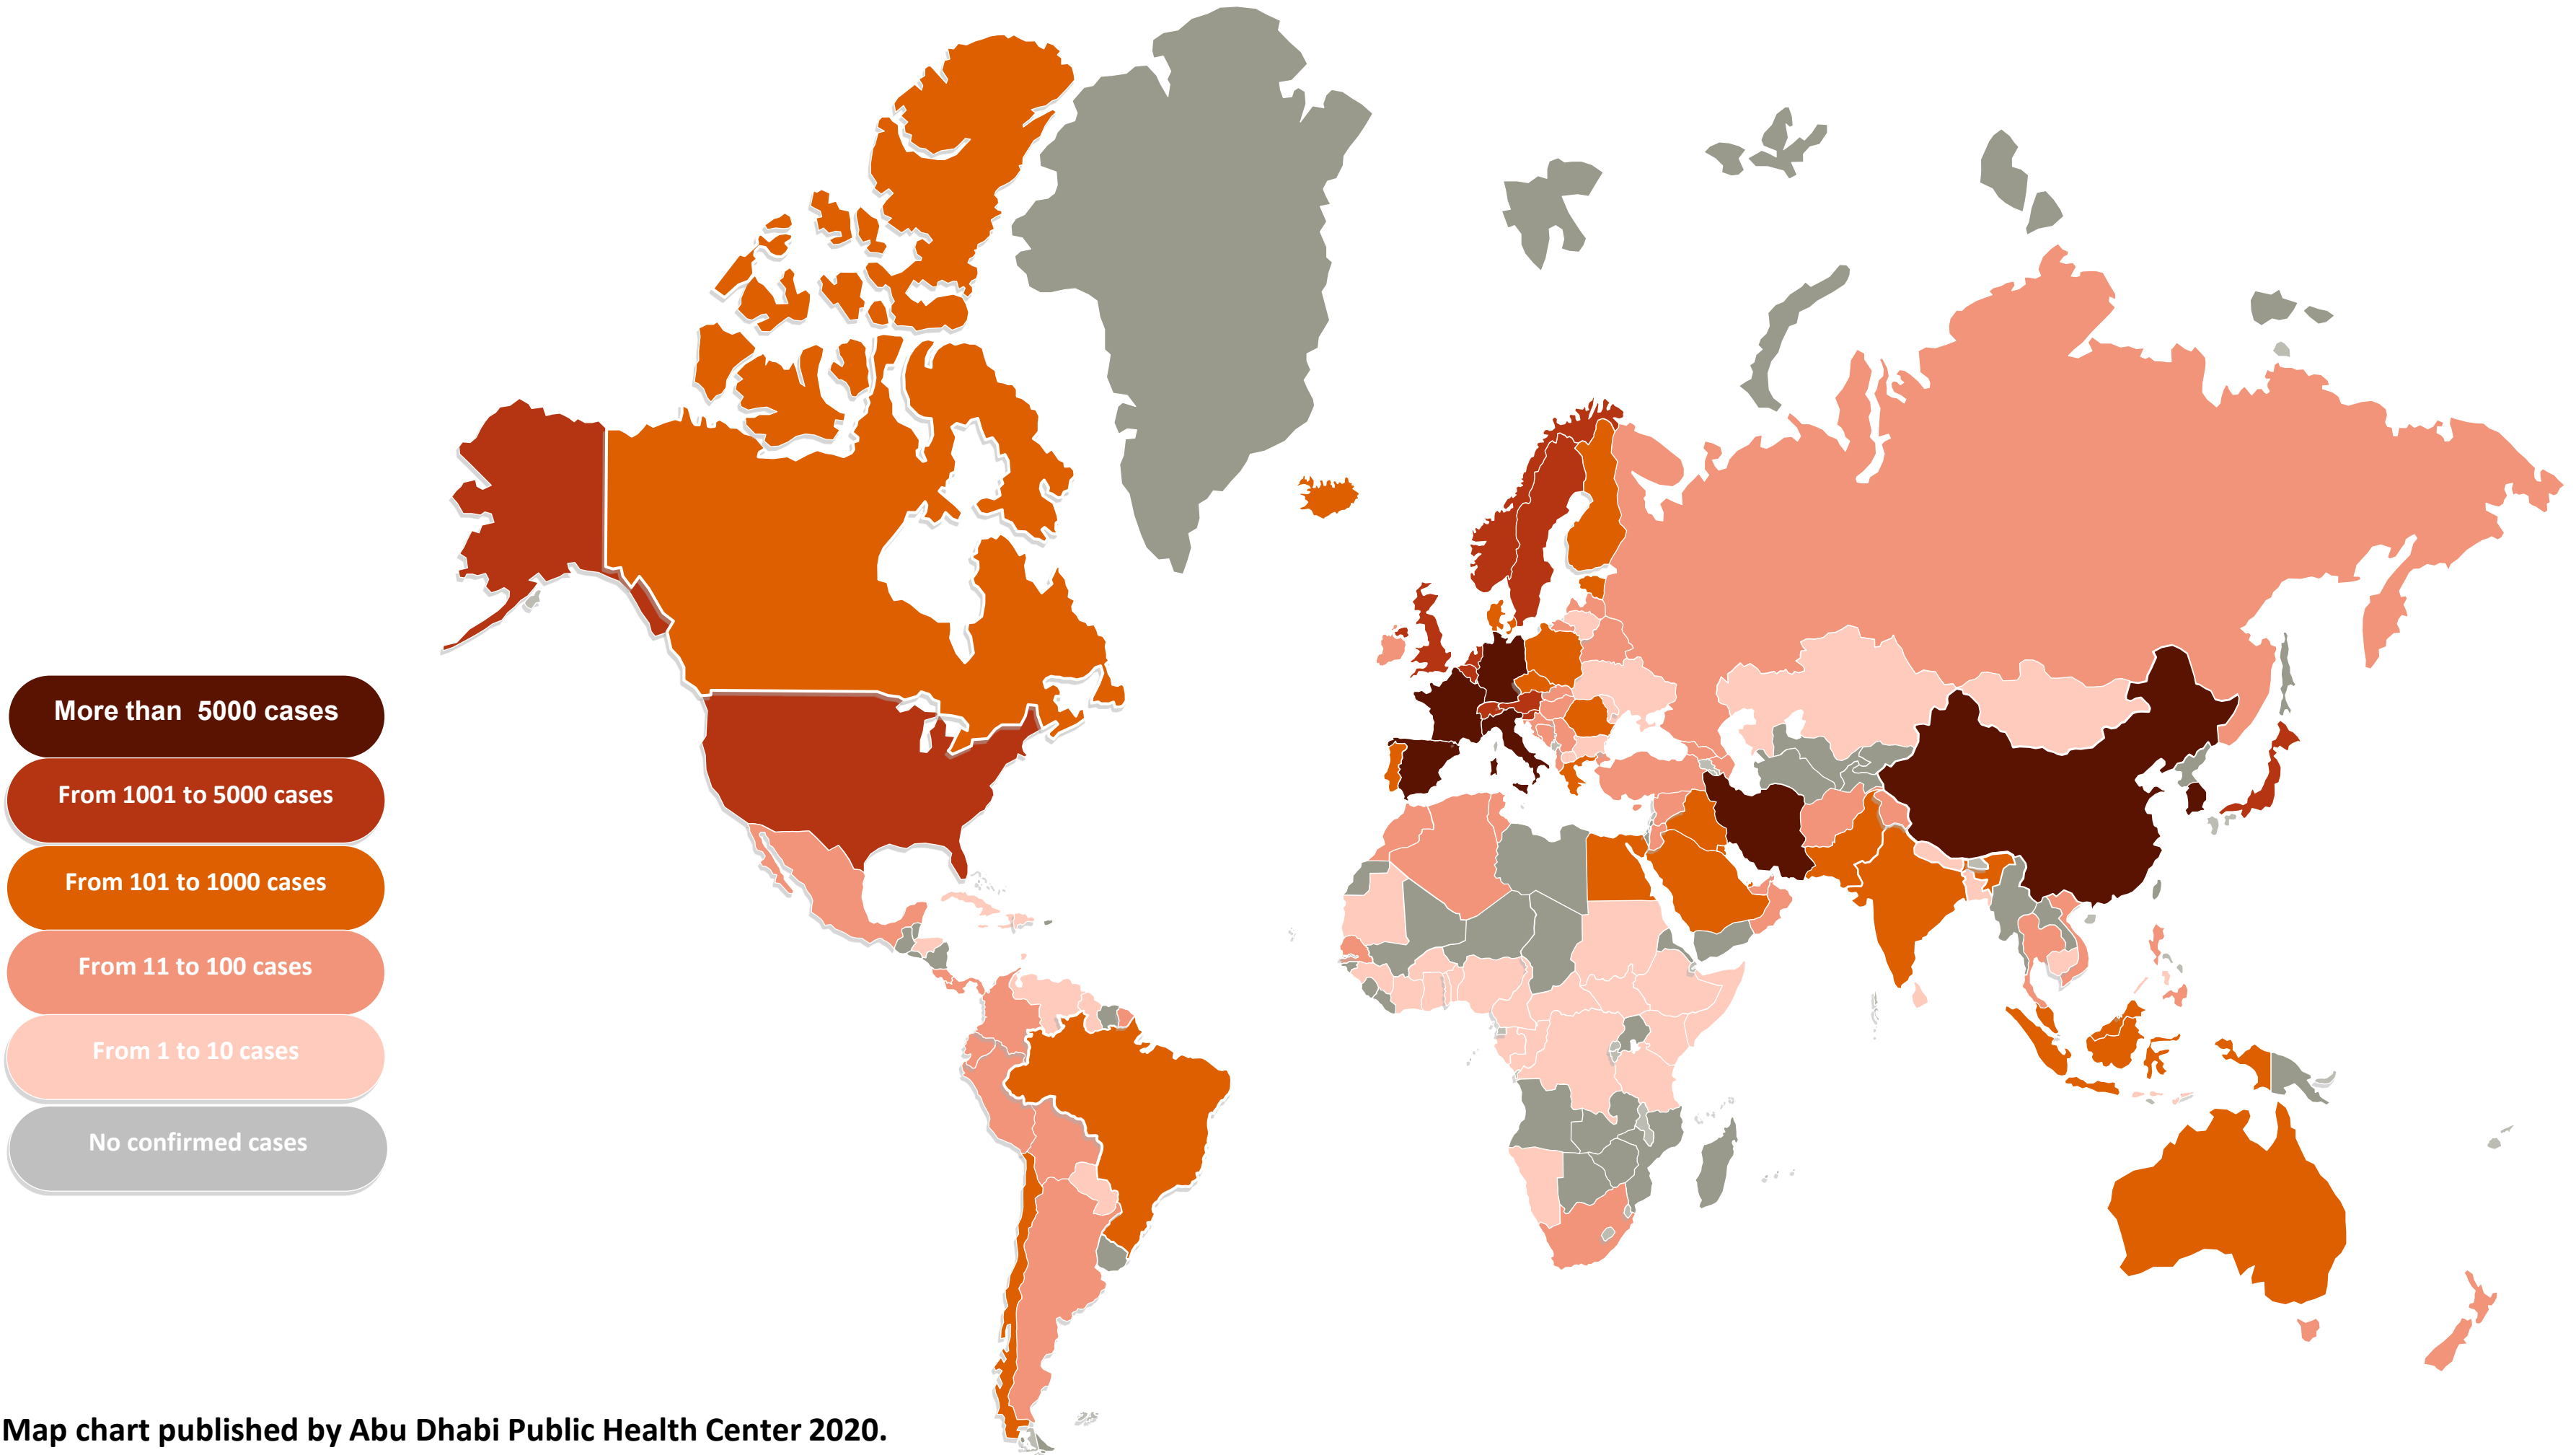 More than 5000 cases
From 1001 to 5000 cases
From 101 to 1000 cases
From 11 to 100 cases
From 1 to 10 cases
No confirmed cases
Map chart published by Abu Dhabi Public Health Center 2020.